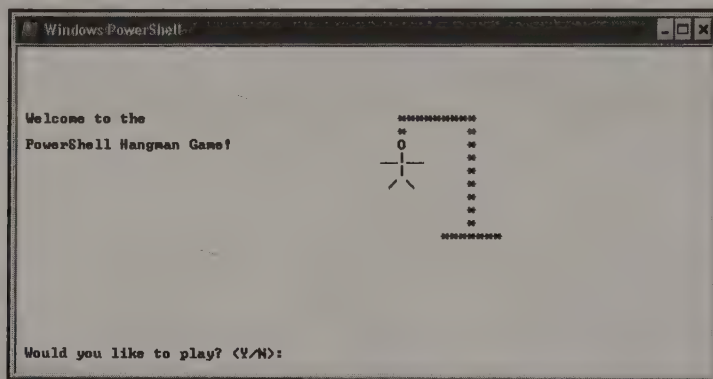 Windows PowerShell
Welcome to the
PowerShell Hangman Game!
Would you like to play? (Y/N):